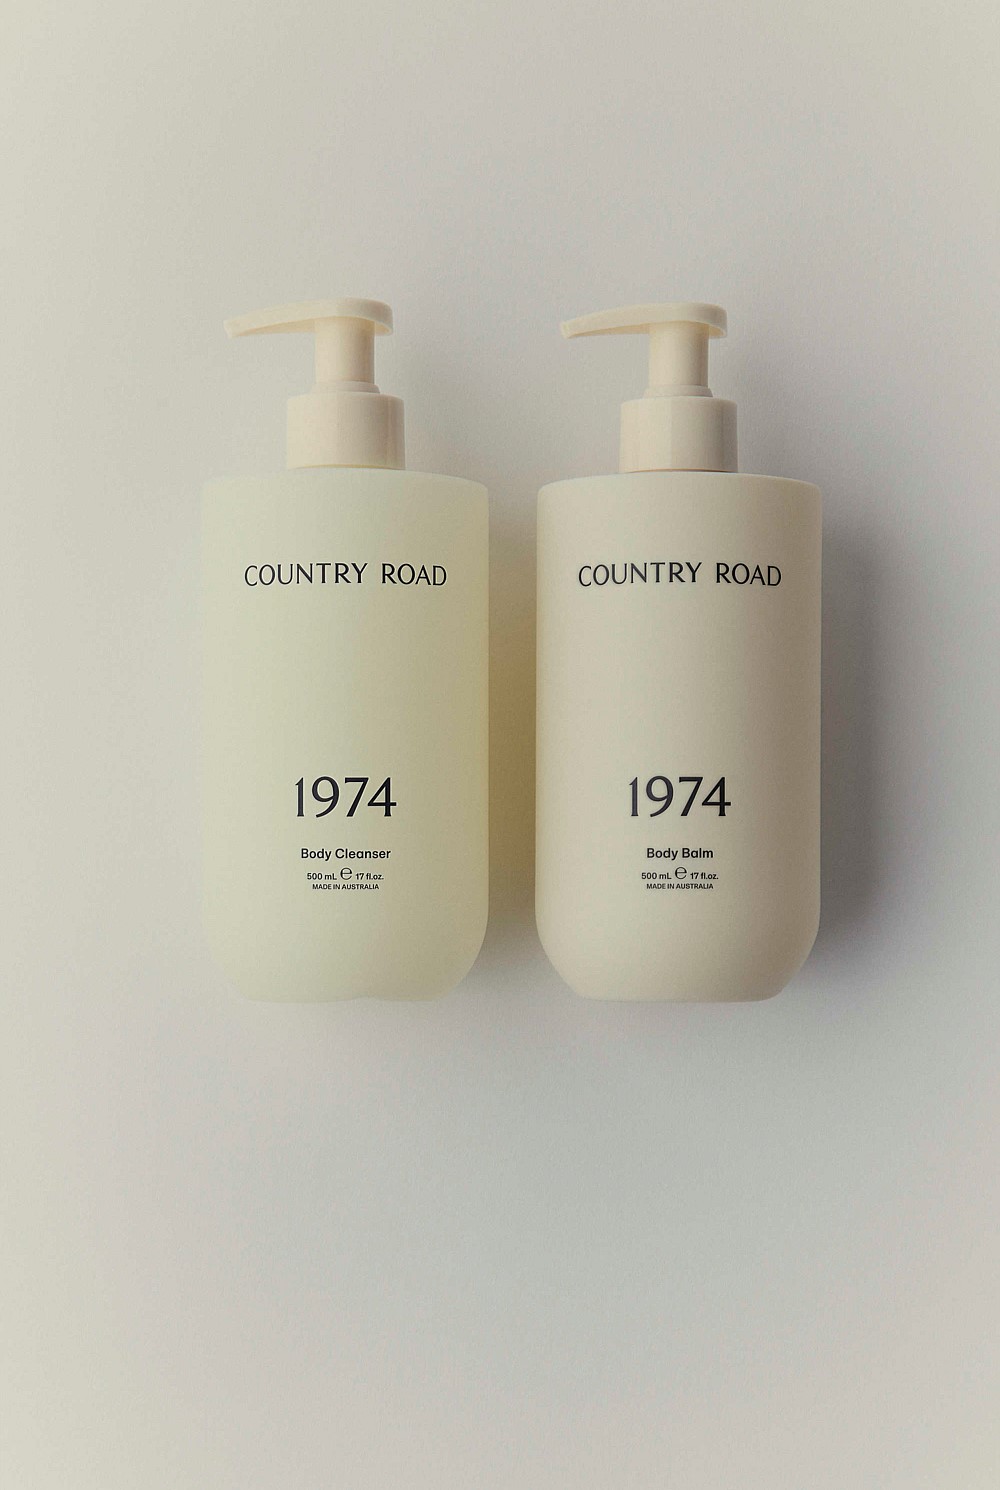 COUNTRY ROAD
1974
Body Cleanser
500 mL ℮ 17 fl.oz.
MADE IN AUSTRALIA
COUNTRY ROAD
1974
Body Balm
500 mL ℮ 17 fl.oz.
MADE IN AUSTRALIA